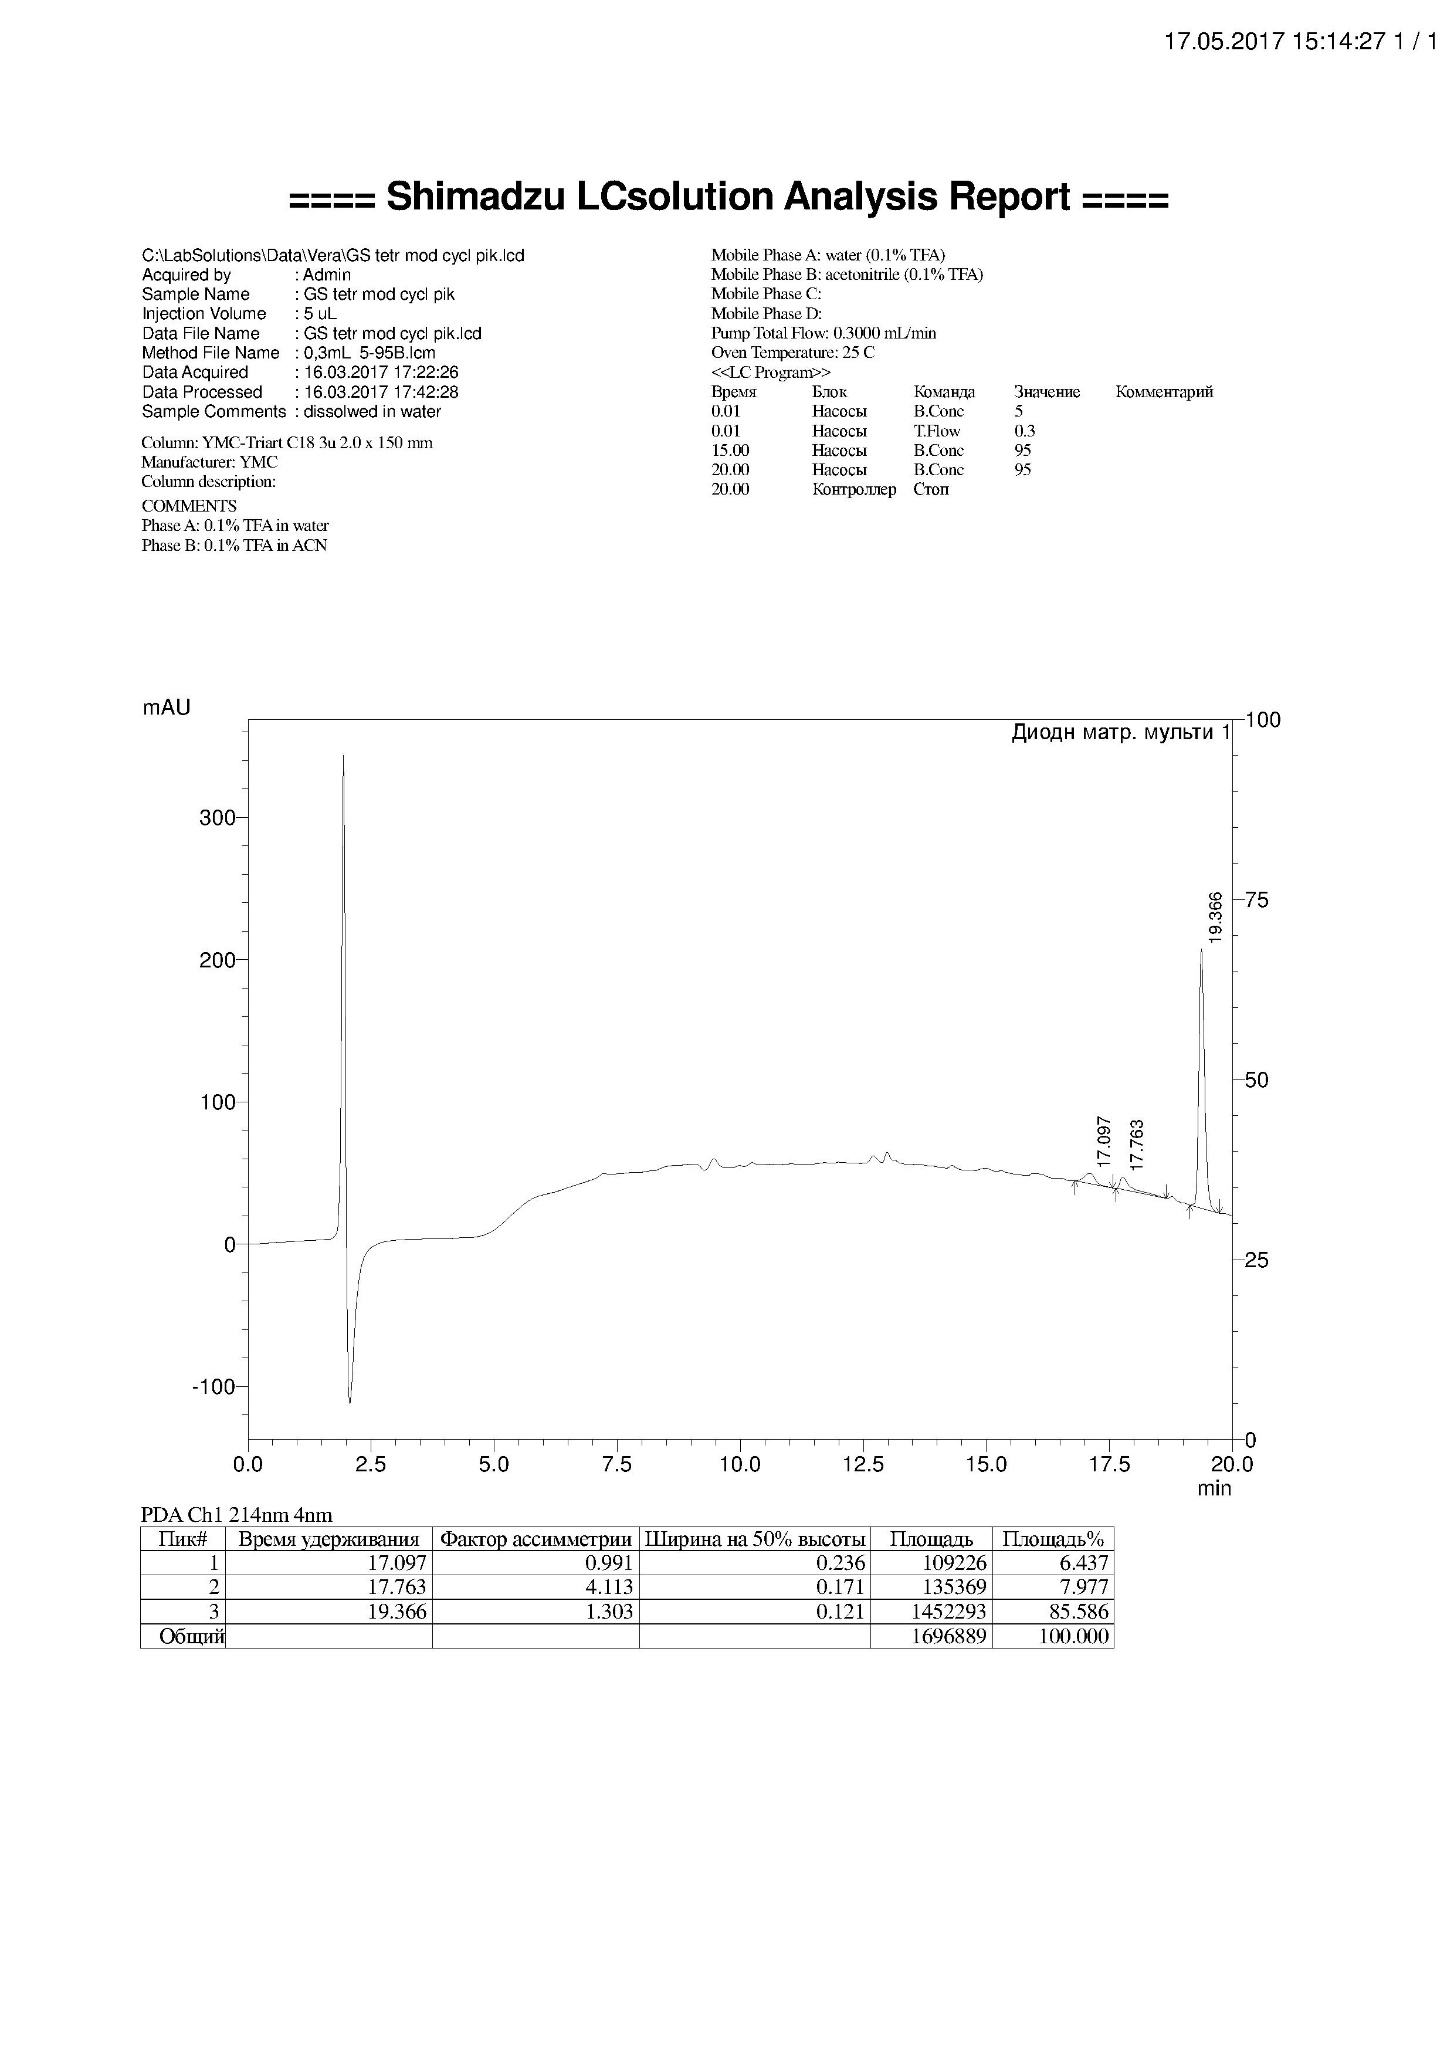 17.05.2017 15:14:27 1 / 1
==== Shimadzu LCsolution Analysis Report ====
C:\LabSolutions\Data\Vera\GS tetr mod cycl pik.lcd
Acquired by : Admin
Sample Name : GS tetr mod cycl pik
Injection Volume : 5 uL
Data File Name : GS tetr mod cycl pik.lcd
Method File Name : 0,3mL 5-95B.lcm
Data Acquired : 16.03.2017 17:22:26
Data Processed : 16.03.2017 17:42:28
Sample Comments : dissolwed in water
Column: YMC-Triart C18 3u 2.0 x 150 mm
Manufacturer: YMC
Column description:
COMMENTS
Phase A: 0.1% TFA in water
Phase B: 0.1% TFA in ACN
Mobile Phase A: water (0.1% TFA)
Mobile Phase B: acetonitrile (0.1% TFA)
Mobile Phase C:
Mobile Phase D:
Pump Total Flow: 0.3000 mL/min
Oven Temperature: 25 C
<<LC Program>>
Время Блок Команда Значение Комментарий
0.01 Насосы B.Conc 5
0.01 Насосы T.Flow 0.3
15.00 Насосы B.Conc 95
20.00 Насосы B.Conc 95
20.00 Контроллер Стоп
mAU
Диодн матр. мульти 1
300
200
100
0
-100
100
75
50
25
0
17.097
17.763
19.366
0.0 2.5 5.0 7.5 10.0 12.5 15.0 17.5 20.0
min
PDA Ch1 214nm 4nm
Пик# Время удерживания Фактор ассимметрии Ширина на 50% высоты Площадь Площадь%
1 17.097 0.991 0.236 109226 6.437
2 17.763 4.113 0.171 135369 7.977
3 19.366 1.303 0.121 1452293 85.586
Общий 1696889 100.000